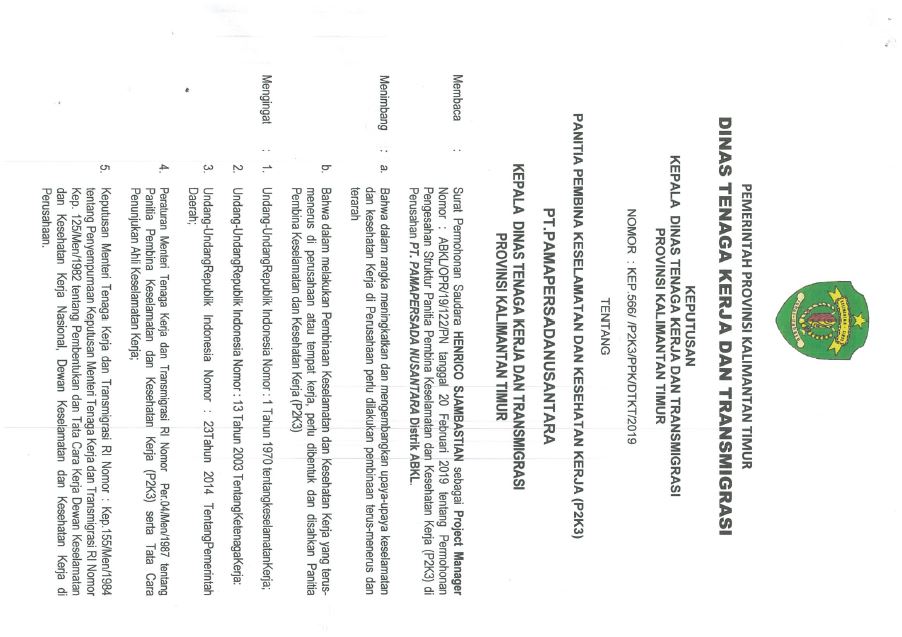 PEMERINTAH PROVINSI KALIMANTAN TIMUR
DINAS TENAGA KERJA DAN TRANSMIGRASI
KEPUTUSAN
KEPALA DINAS TENAGA KERJA DAN TRANSMIGRASI
PROVINSI KALIMANTAN TIMUR
NOMOR : KEP.566/ /P2K3/PPK/DTKT/2019
TENTANG
PANITIA PEMBINA KESELAMATAN DAN KESEHATAN KERJA (P2K3)
PT.PAMAPERSADANUSANTARA
KEPALA DINAS TENAGA KERJA DAN TRANSMIGRASI
PROVINSI KALIMANTAN TIMUR
Membaca : Surat Permohonan Saudara HENRICO SJAMBASTIAN sebagai Project Manager
Nomor : ABKL/OPR/19/122/PN tanggal 20 Februari 2019 tentang Permohonan
Pengesahan Struktur Panitia Pembina Keselamatan dan Kesehatan Kerja (P2K3) di
Perusahan PT. PAMAPERSADA NUSANTARA Distrik ABKL.
Menimbang : a. Bahwa dalam rangka meningkatkan dan mengembangkan upaya-upaya keselamatan
dan kesehatan Kerja di Perusahaan perlu dilakukan pembinaan terus-menerus dan
terarah
b. Bahwa dalam melakukan Pembinaan Keselamatan dan Kesehatan Kerja yang terus-
menerus di perusahaan atau tempat kerja, perlu dibentuk dan disahkan Panitia
Pembina Keselamatan dan Kesehatan Kerja (P2K3)
Mengingat : 1. Undang-UndangRepublik Indonesia Nomor : 1 Tahun 1970 tentangkeselamatanKerja;
2. Undang-UndangRepublik Indonesia Nomor : 13 Tahun 2003 TentangKetenagaKerja:
3. Undang-UndangRepublik Indonesia Nomor : 23Tahun 2014 TentangPemerintah
Daerah;
4. Peraturan Menteri Tenaga Kerja dan Transmigrasi RI Nomor Per.04/Men/1987 tentang
Panitia Pembina Keselamatan dan Kesehatan Kerja (P2K3) serta Tata Cara
Penunjukan Ahli Keselamatan Kerja;
5. Keputusan Menteri Tenaga Kerja dan Transmigrasi RI Nomor : Kep.155/Men/1984
tentang Penyempurnaan Keputusan Menteri Tenaga Kerja dan Transmigrasi RI Nomor
Kep. 125/Men/1982 tentang Pembentukan dan Tata Cara Kerja Dewan Keselamatan
dan Kesehatan Kerja Nasional, Dewan Keselamatan dan Kesehatan Kerja di
Perusahaan.